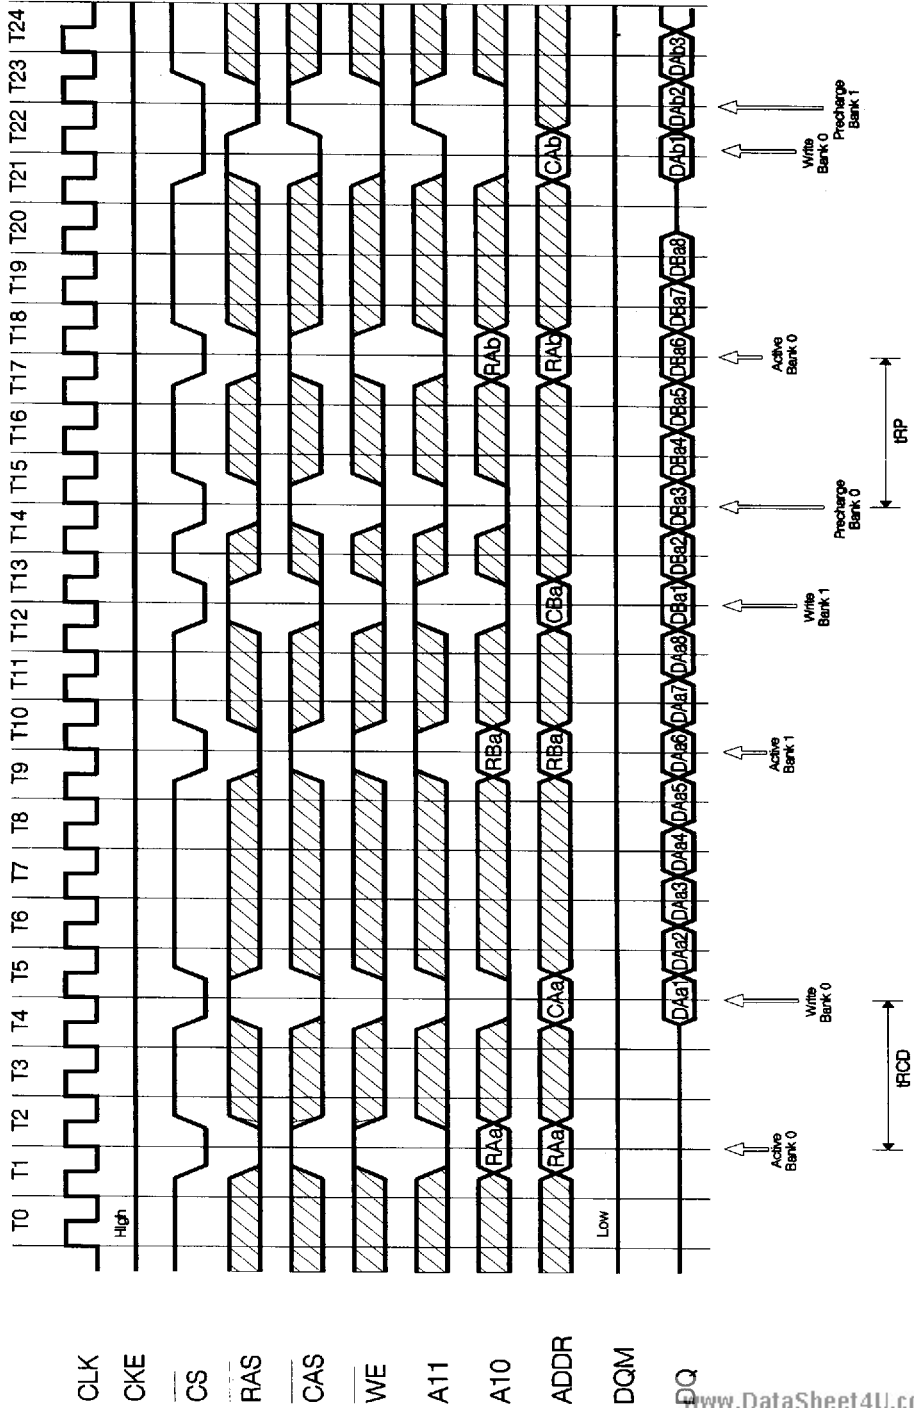 T0 T1 T2 T3 T4 T5 T6 T7 T8 T9 T10 T11 T12 T13 T14 T15 T16 T17 T18 T19 T20 T21 T22 T23 T24
CLK
CKE High
CS
RAS
CAS
WE
A11
A10 RAa RBa RAb
ADDR RAa CAa RBa CBa RAb CAb
DQM Low
DQ DAa1 DAa2 DAa3 DAa4 DAa5 DAa6 DAa7 DAa8 DBa1 DBa2 DBa3 DBa4 DBa5 DBa6 DBa7 DBa8 DAb1 DAb2 DAb3
Active
Bank 0
Write
Bank 0
Active
Bank 1
Write
Bank 1
Precharge
Bank 0
Active
Bank 0
Write
Bank 0
Precharge
Bank 1
tRCD
tRP
www.DataSheet4U.co